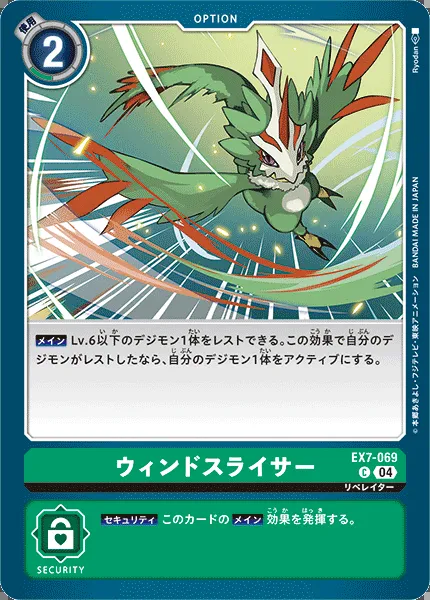 OPTION
使用
2
Ryodan
メイン Lv.6以下のデジモン1体をレストできる。この効果で自分のデ
ジモンがレストしたなら、自分のデジモン1体をアクティブにする。
©本郷あきよし・フジテレビ・東映アニメーション BANDAI MADE IN JAPAN
EX7-069
ウィンドスライサー
C 04
リベレイター
セキュリティ このカードの メイン 効果を発揮する。
SECURITY